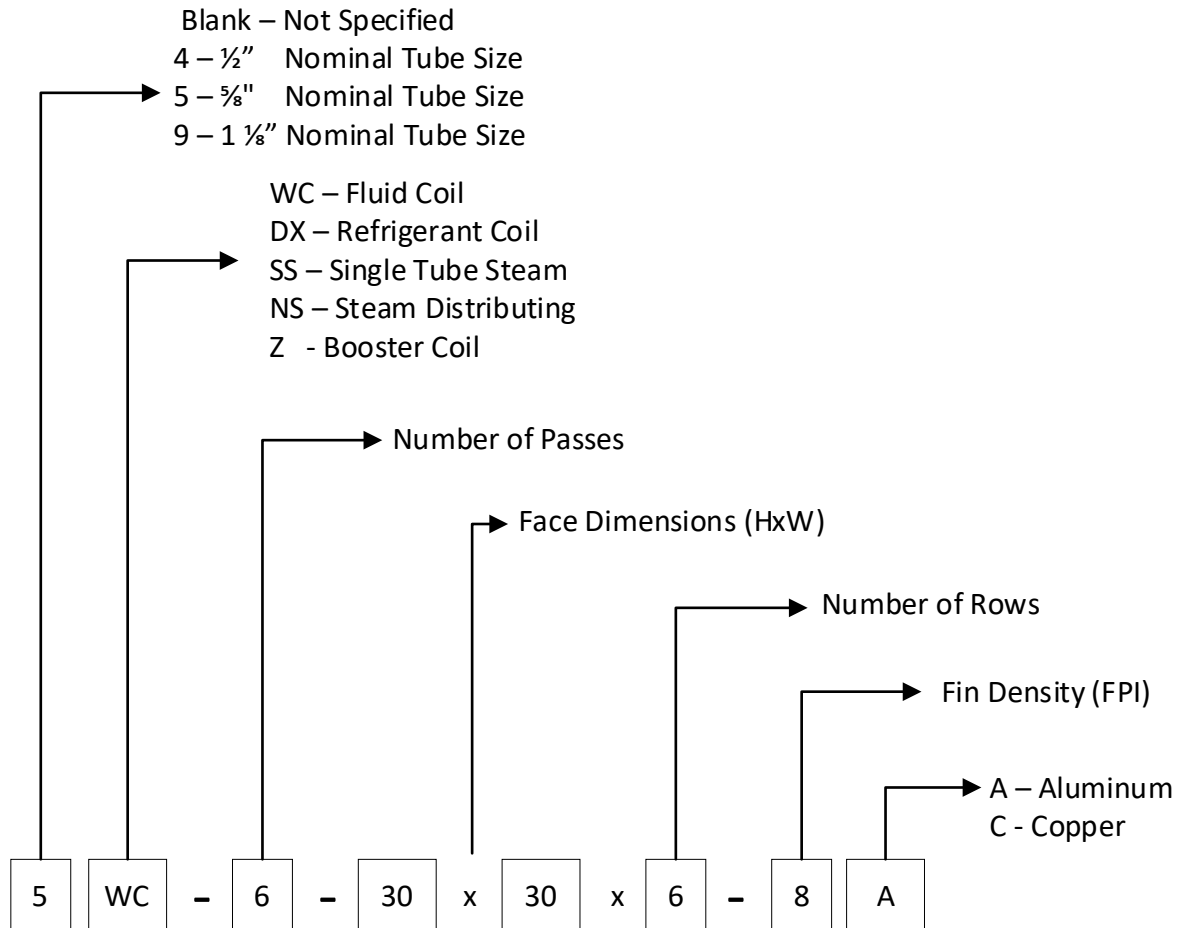 Blank – Not Specified
4 – ½” Nominal Tube Size
5 – ⅝" Nominal Tube Size
9 – 1 ⅛” Nominal Tube Size
WC – Fluid Coil
DX – Refrigerant Coil
SS – Single Tube Steam
NS – Steam Distributing
Z - Booster Coil
Number of Passes
Face Dimensions (HxW)
Number of Rows
Fin Density (FPI)
A – Aluminum
C - Copper
5 WC – 6 – 30 x 30 x 6 – 8 A